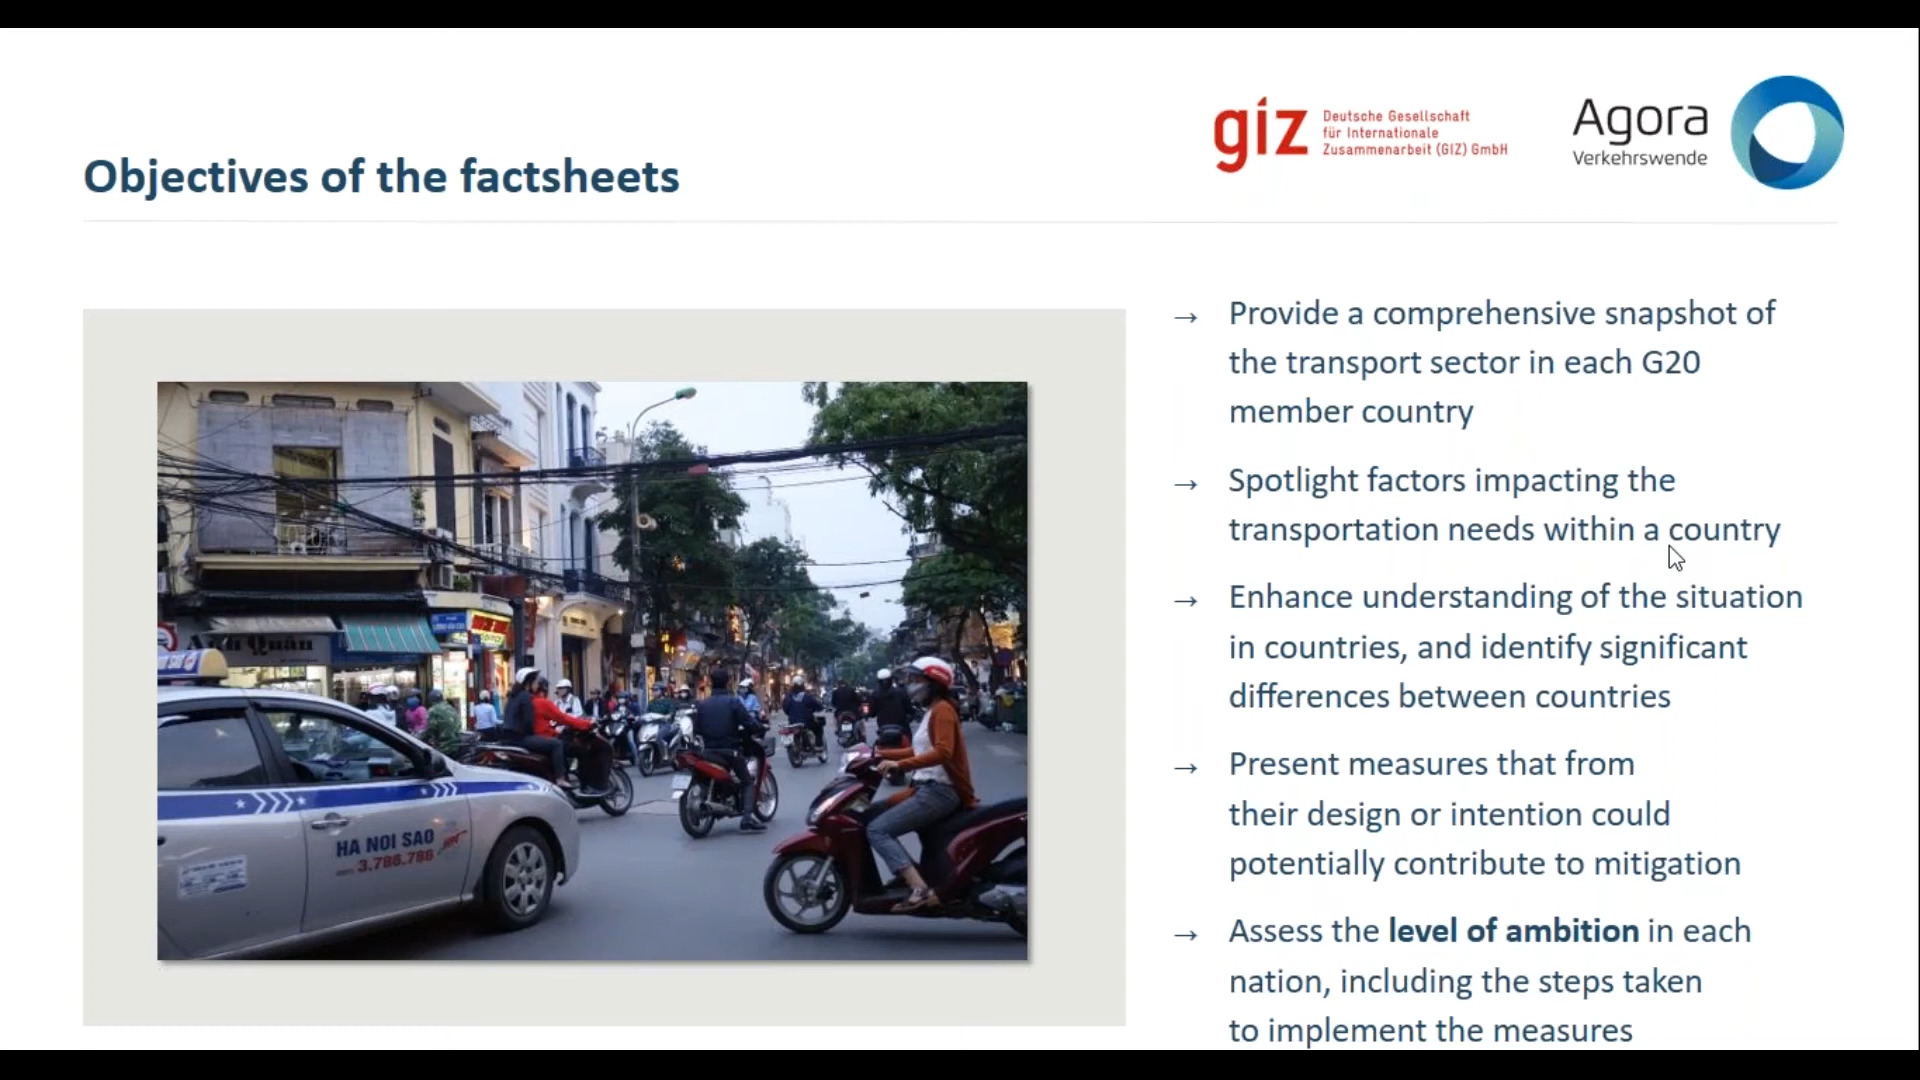 giz
Deutsche Gesellschaft
für Internationale
Zusammenarbeit (GIZ) GmbH
Agora
Verkehrswende
Objectives of the factsheets
→ Provide a comprehensive snapshot of
the transport sector in each G20
member country
→ Spotlight factors impacting the
transportation needs within a country
→ Enhance understanding of the situation
in countries, and identify significant
differences between countries
→ Present measures that from
their design or intention could
potentially contribute to mitigation
→ Assess the level of ambition in each
nation, including the steps taken
to implement the measures
HA NOI SAO
3.786.786